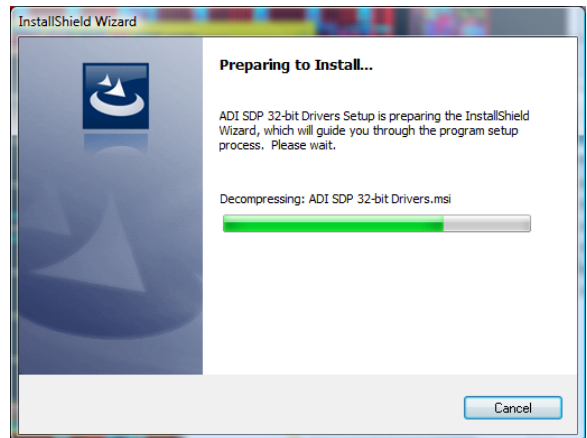 InstallShield Wizard
Preparing to Install...
ADI SDP 32-bit Drivers Setup is preparing the InstallShield
Wizard, which will guide you through the program setup
process. Please wait.
Decompressing: ADI SDP 32-bit Drivers.msi
Cancel